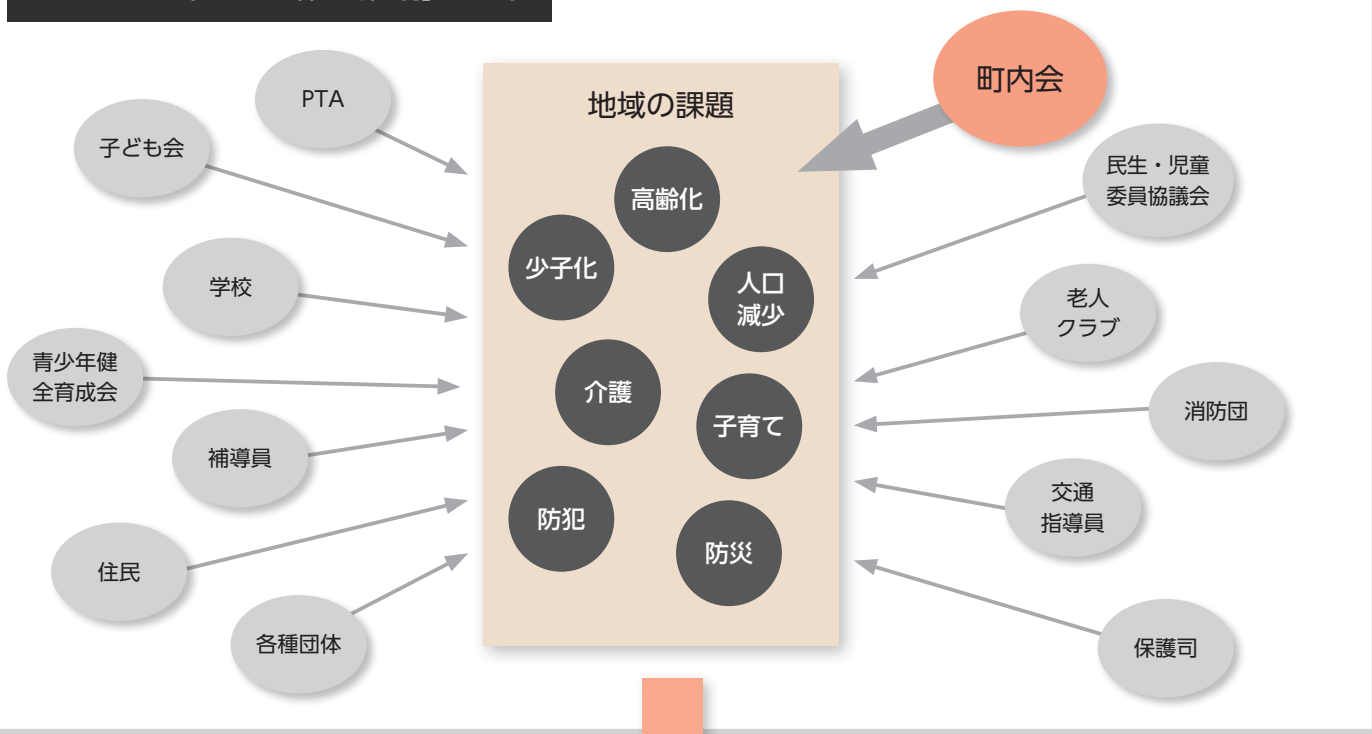 地域の課題
高齢化
少子化
人口
減少
介護
子育て
防犯
防災
町内会
PTA
子ども会
学校
青少年健
全育成会
補導員
住民
各種団体
民生・児童
委員協議会
老人
クラブ
消防団
交通
指導員
保護司